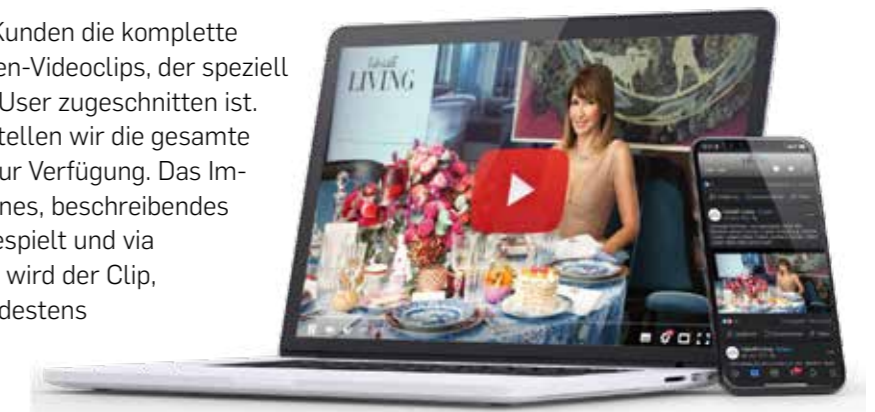 Kunden die komplette
en-Videoclips, der speziell
User zugeschnitten ist.
tellen wir die gesamte
ur Verfügung. Das Im-
nes, beschreibendes
espielt und via
wird der Clip,
destens
LIVING